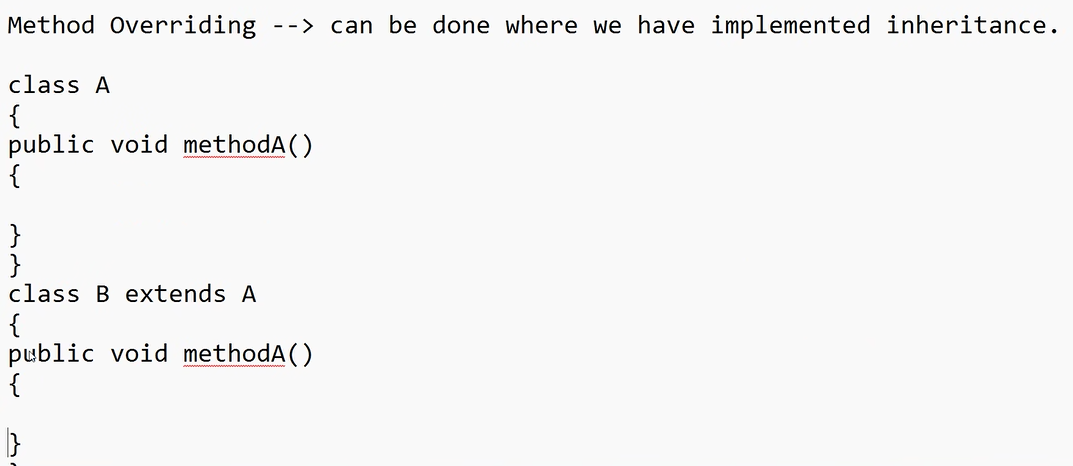 Method Overriding --> can be done where we have implemented inheritance.
class A
{
public void methodA()
{
}
}
class B extends A
{
public void methodA()
{
}